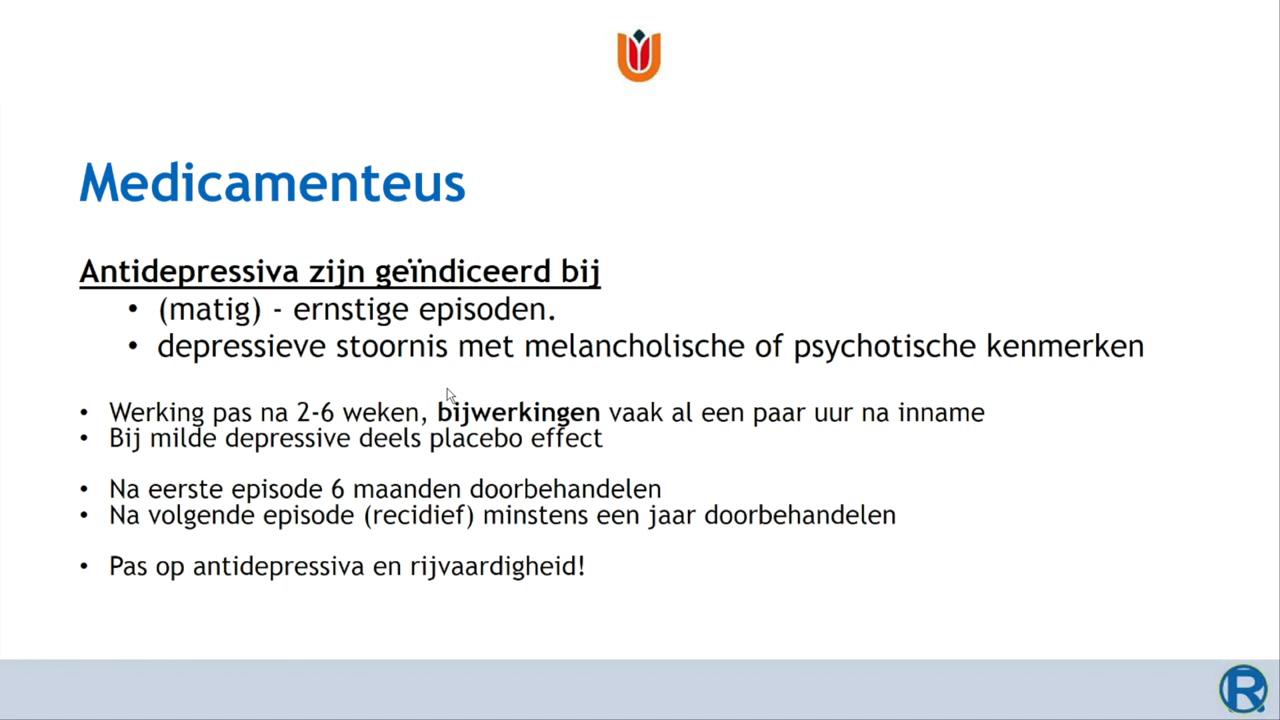 Medicamenteus
Antidepressiva zijn geïndiceerd bij
• (matig) - ernstige episoden.
• depressieve stoornis met melancholische of psychotische kenmerken
• Werking pas na 2-6 weken, bijwerkingen vaak al een paar uur na inname
• Bij milde depressive deels placebo effect
• Na eerste episode 6 maanden doorbehandelen
• Na volgende episode (recidief) minstens een jaar doorbehandelen
• Pas op antidepressiva en rijvaardigheid!
R